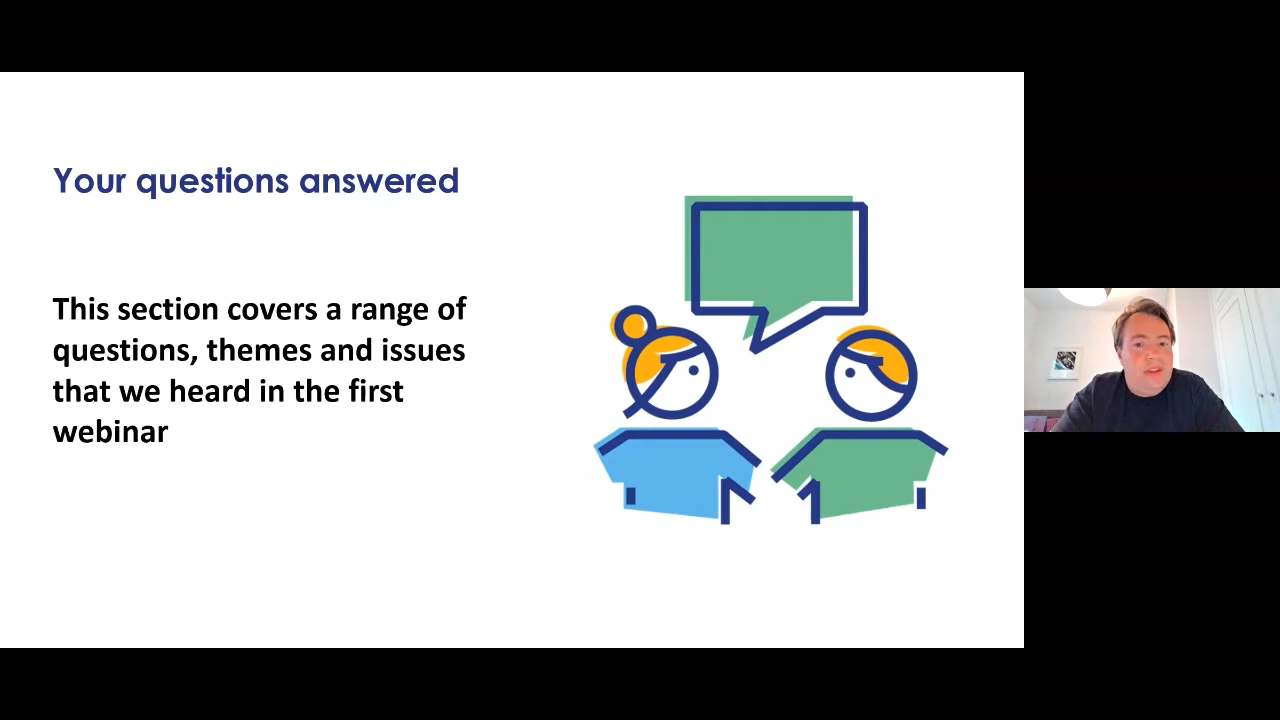 Your questions answered
This section covers a range of
questions, themes and issues
that we heard in the first
webinar